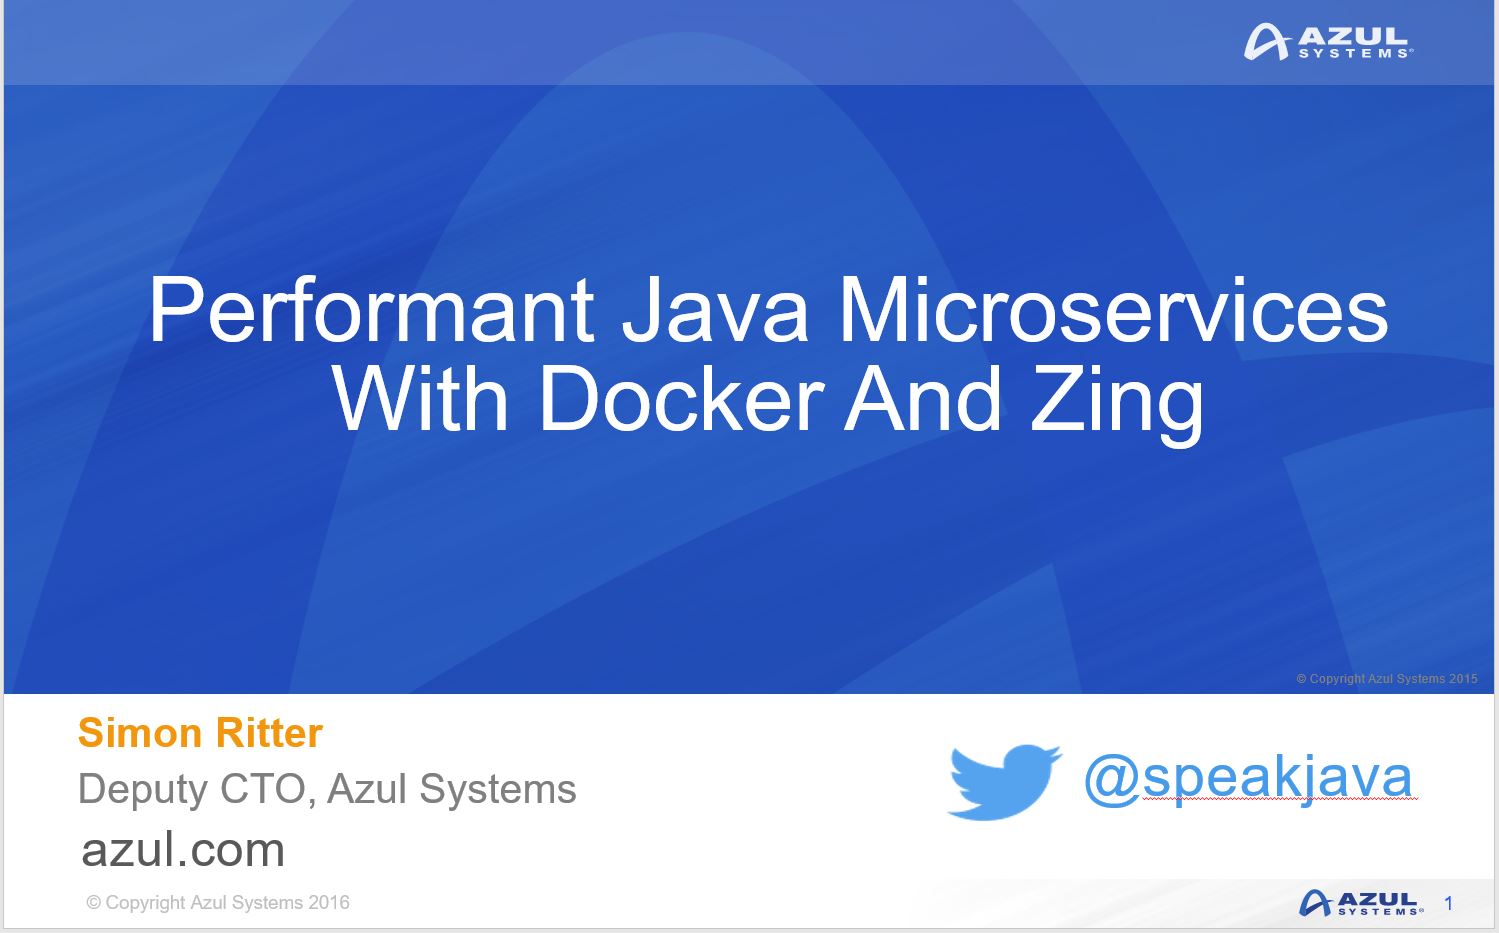 AZUL
SYSTEMS®
Performant Java Microservices
With Docker And Zing
© Copyright Azul Systems 2015
Simon Ritter
Deputy CTO, Azul Systems
azul.com
@speakjava
© Copyright Azul Systems 2016
AZUL
SYSTEMS®
1